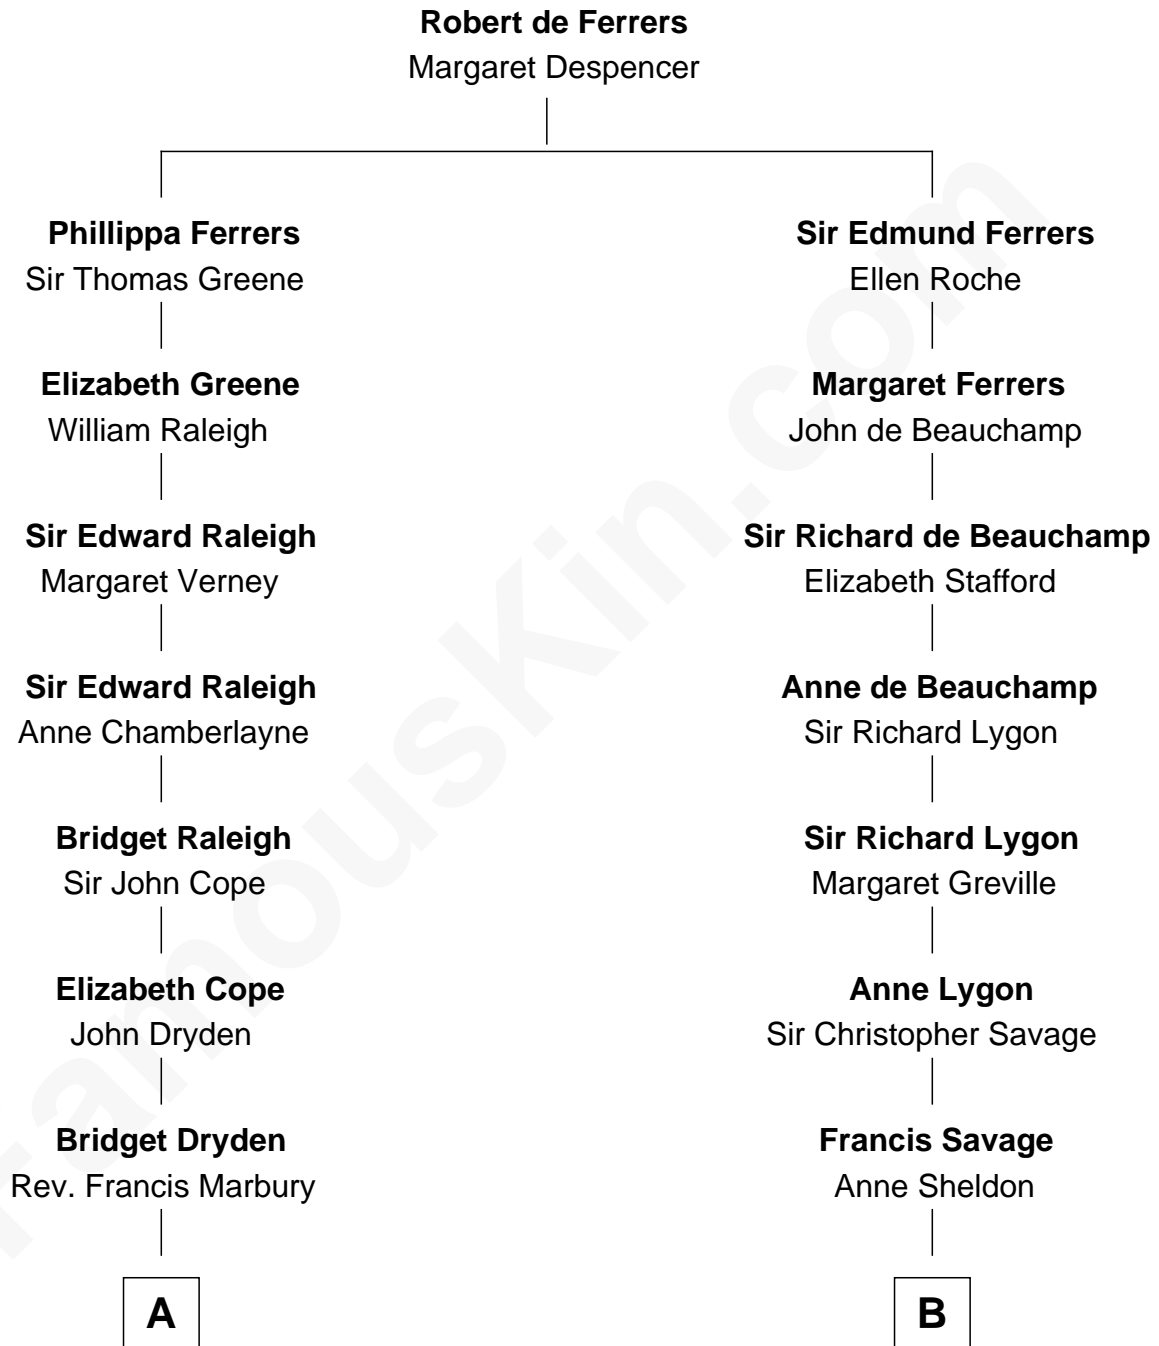 Robert de Ferrers
Margaret Despencer
Phillippa Ferrers
Sir Thomas Greene
Elizabeth Greene
William Raleigh
Sir Edward Raleigh
Margaret Verney
Sir Edward Raleigh
Anne Chamberlayne
Bridget Raleigh
Sir John Cope
Elizabeth Cope
John Dryden
Bridget Dryden
Rev. Francis Marbury
A
Sir Edmund Ferrers
Ellen Roche
Margaret Ferrers
John de Beauchamp
Sir Richard de Beauchamp
Elizabeth Stafford
Anne de Beauchamp
Sir Richard Lygon
Sir Richard Lygon
Margaret Greville
Anne Lygon
Sir Christopher Savage
Francis Savage
Anne Sheldon
B
FamousKin.com